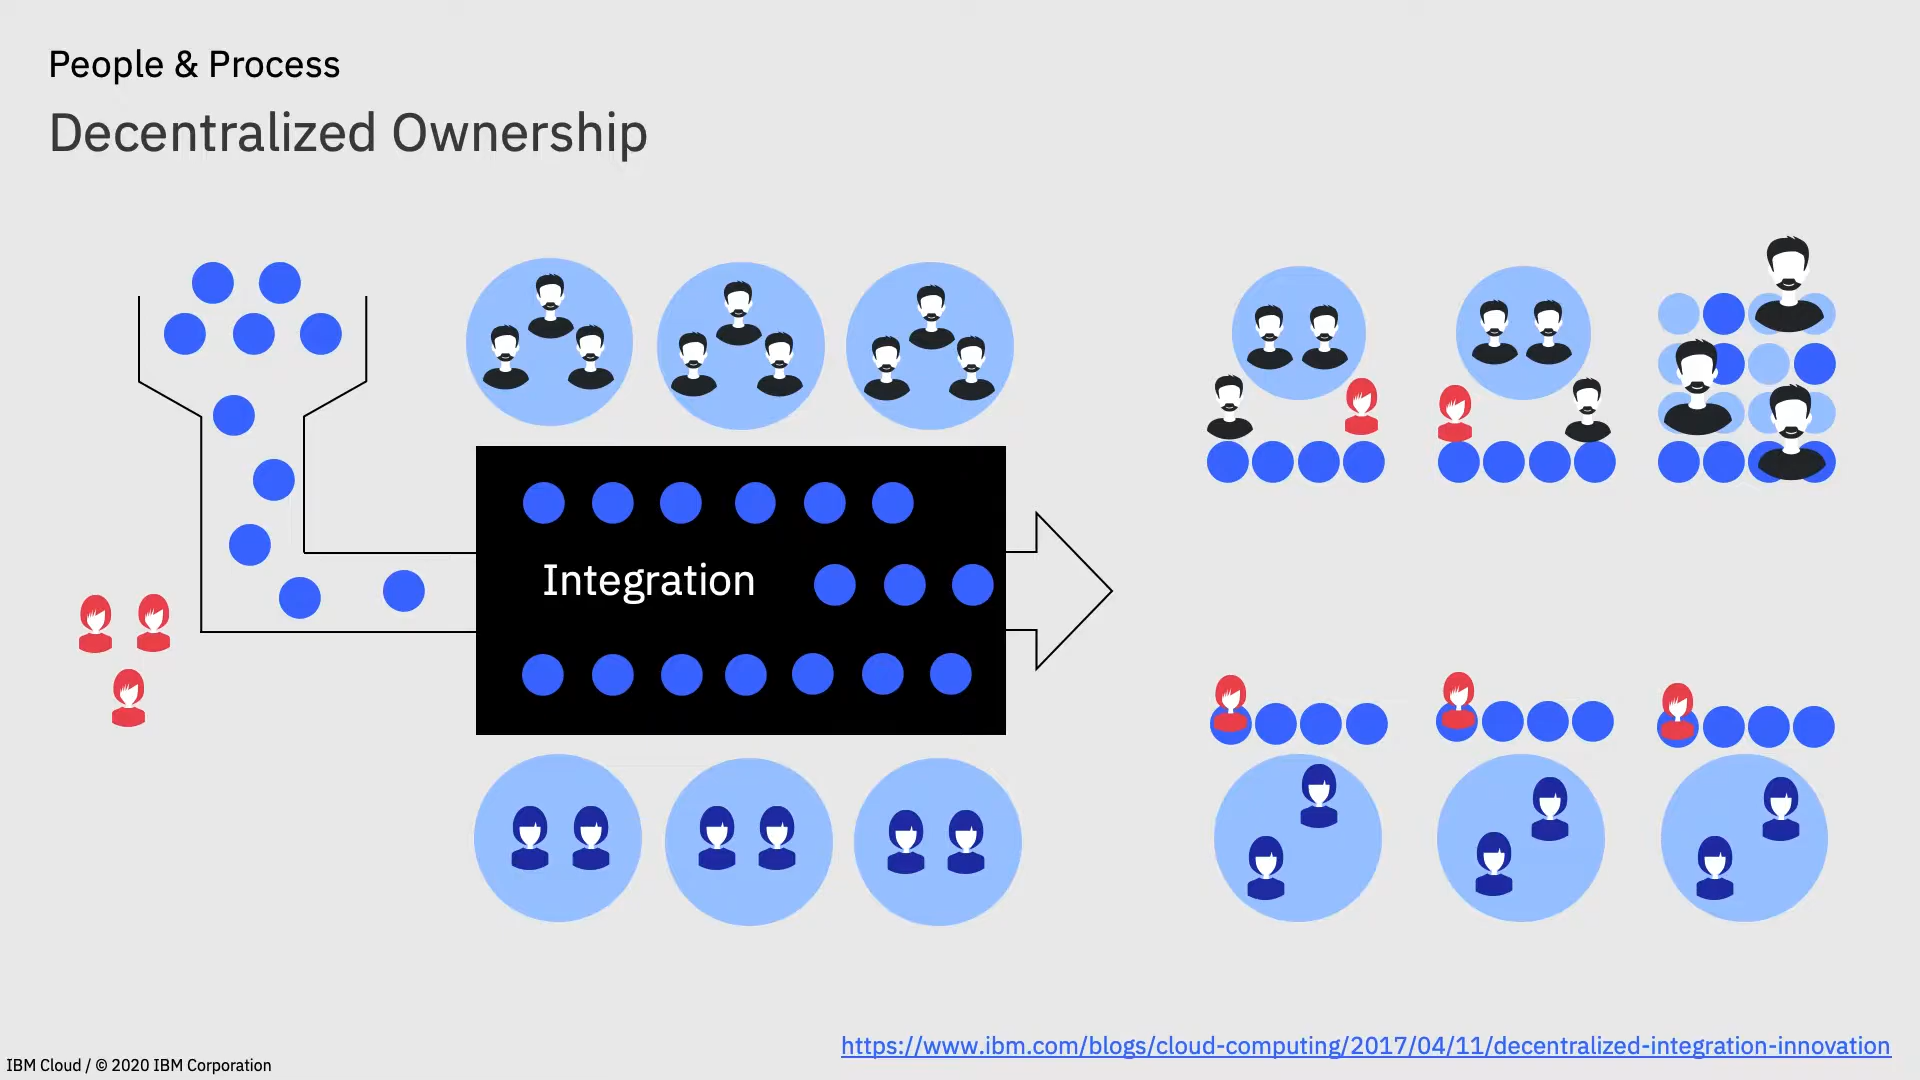 People & Process
Decentralized Ownership
Integration
https://www.ibm.com/blogs/cloud-computing/2017/04/11/decentralized-integration-innovation
IBM Cloud / © 2020 IBM Corporation